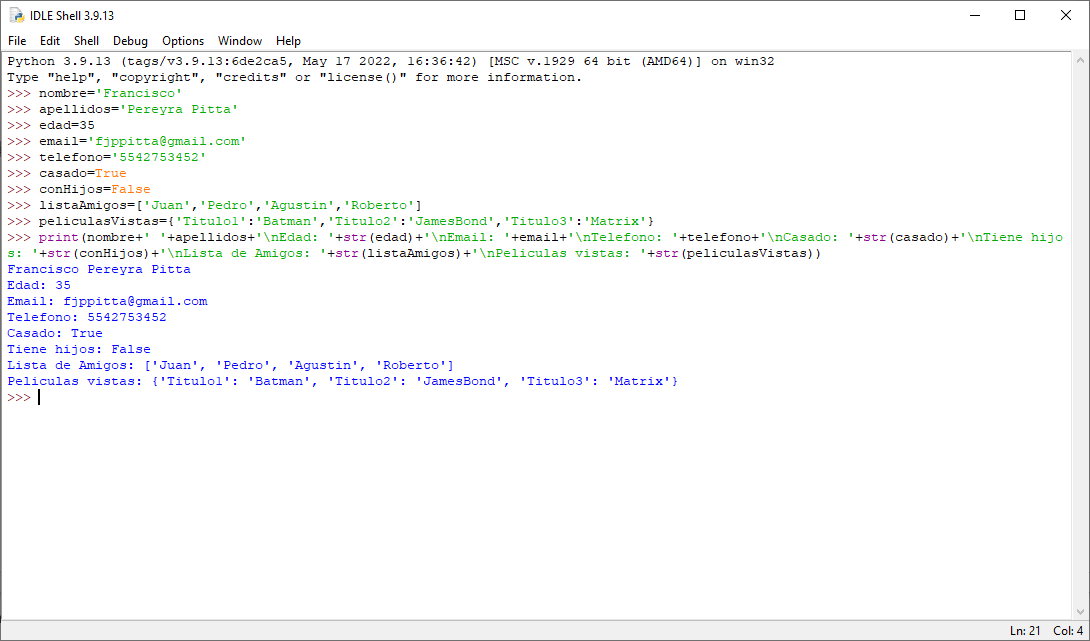 IDLE Shell 3.9.13
File Edit Shell Debug Options Window Help
Python 3.9.13 (tags/v3.9.13:6de2ca5, May 17 2022, 16:36:42) [MSC v.1929 64 bit (AMD64)] on win32
Type "help", "copyright", "credits" or "license()" for more information.
>>> nombre='Francisco'
>>> apellidos='Pereyra Pitta'
>>> edad=35
>>> email='fjppitta@gmail.com'
>>> telefono='5542753452'
>>> casado=True
>>> conHijos=False
>>> listaAmigos=['Juan','Pedro','Agustin','Roberto']
>>> peliculasVistas={'Titulo1':'Batman','Titulo2':'JamesBond','Titulo3':'Matrix'}
>>> print(nombre+' '+apellidos+'\nEdad: '+str(edad)+'\nEmail: '+email+'\nTelefono: '+telefono+'\nCasado: '+str(casado)+'\nTiene hijo
s: '+str(conHijos)+'\nLista de Amigos: '+str(listaAmigos)+'\nPeliculas vistas: '+str(peliculasVistas))
Francisco Pereyra Pitta
Edad: 35
Email: fjppitta@gmail.com
Telefono: 5542753452
Casado: True
Tiene hijos: False
Lista de Amigos: ['Juan', 'Pedro', 'Agustin', 'Roberto']
Peliculas vistas: {'Titulo1': 'Batman', 'Titulo2': 'JamesBond', 'Titulo3': 'Matrix'}
>>>
Ln: 21 Col: 4